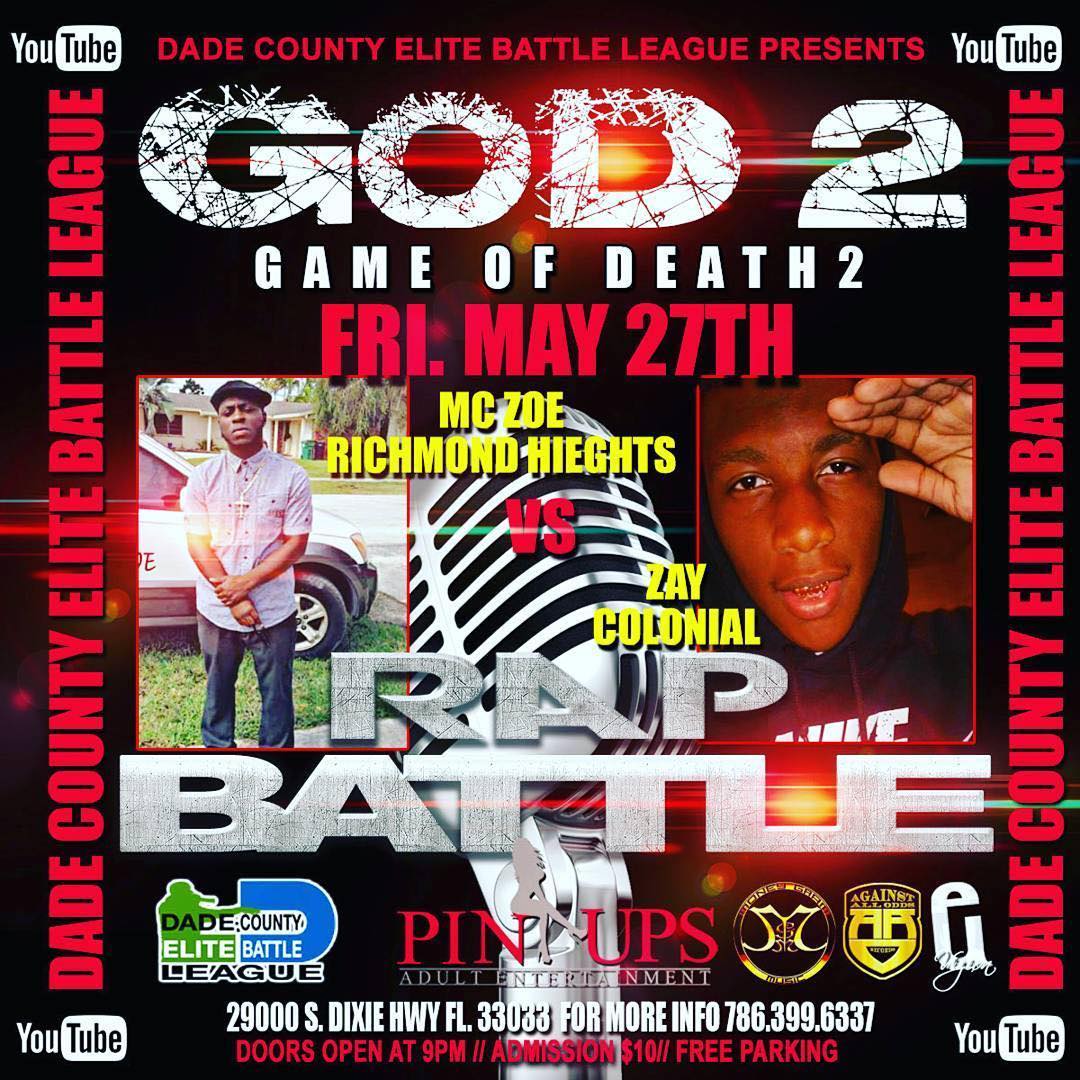 YouTube
DADE COUNTY ELITE BATTLE LEAGUE PRESENTS
YouTube
DADE COUNTY ELITE BATTLE LEAGUE
DADE COUNTY ELITE BATTLE LEAGUE
GOD 2
GAME OF DEATH 2
FRI. MAY 27TH
MC ZOE
RICHMOND HIEGHTS
VS
ZAY
COLONIAL
RAP
BATTLE
DADE COUNTY
ELITE BATTLE
LEAGUE
PIN UPS
ADULT ENTERTAINMENT
MUSIC
AGAINST
ALL ODDS
29000 S. DIXIE HWY FL. 33033 FOR MORE INFO 786.399.6337
DOORS OPEN AT 9PM // ADMISSION $10// FREE PARKING
YouTube
YouTube